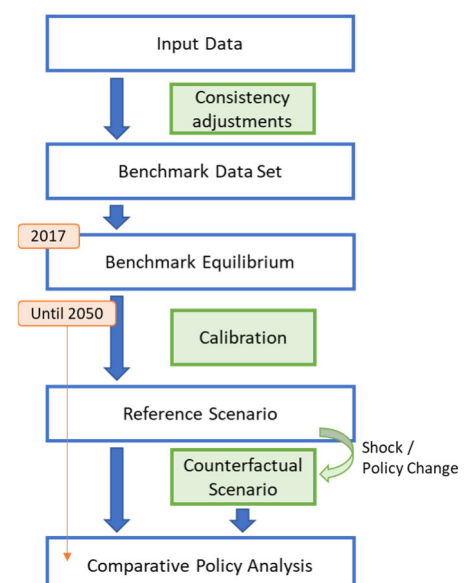 Input Data
Consistency
adjustments
Benchmark Data Set
2017
Benchmark Equilibrium
Until 2050
Calibration
Reference Scenario
Shock /
Policy Change
Counterfactual
Scenario
Comparative Policy Analysis